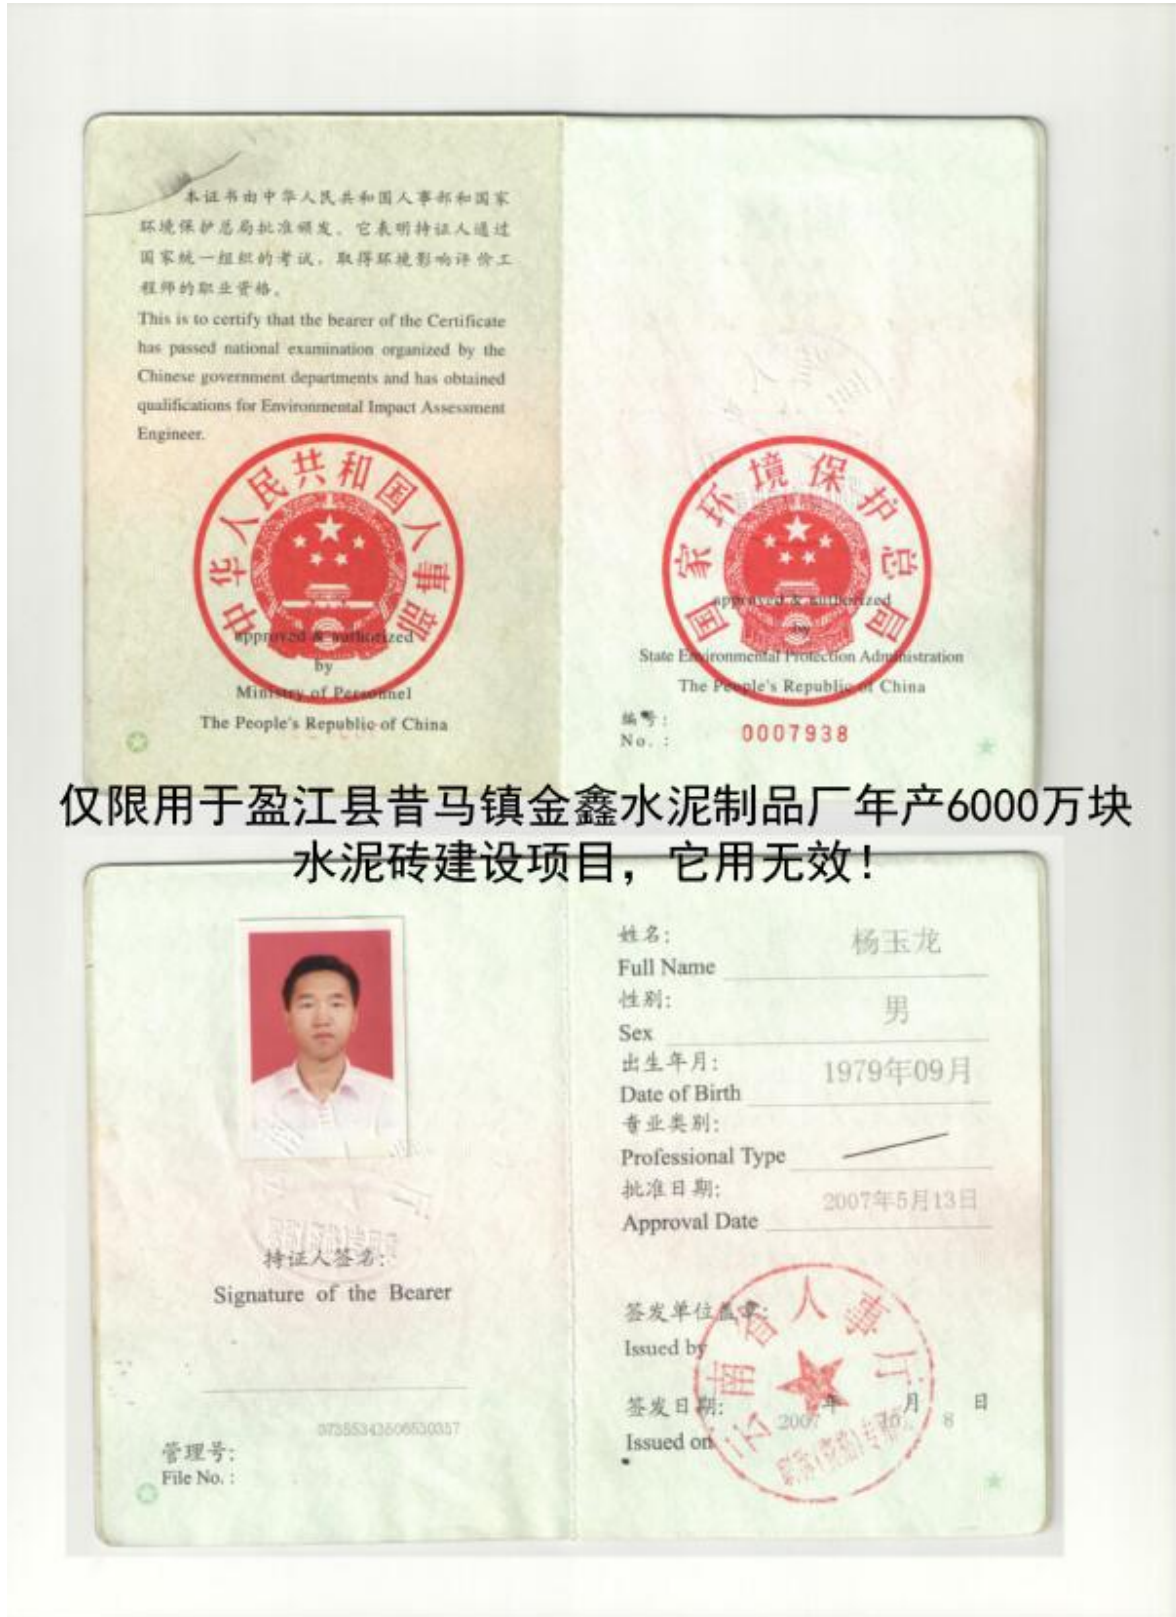 本证书由中华人民共和国人事部和国家
环境保护总局批准颁发。它表明持证人通过
国家统一组织的考试，取得环境影响评价工
程师的职业资格。
This is to certify that the bearer of the Certificate
has passed national examination organized by the
Chinese government departments and has obtained
qualifications for Environmental Impact Assessment
Engineer.
中华人民共和国人事部
approved & authorized
by
Ministry of Personnel
The People's Republic of China
国家环境保护总局
approved & authorized
by
State Environmental Protection Administration
The People's Republic of China
编号:
No. :
0007938
仅限用于盈江县昔马镇金鑫水泥制品厂年产6000万块
水泥砖建设项目，它用无效！
持证人签名:
Signature of the Bearer
管理号:
File No. :
姓名:
杨玉龙
Full Name
性别:
男
Sex
出生年月:
1979年09月
Date of Birth
专业类别:
Professional Type
批准日期:
2007年5月13日
Approval Date
签发单位盖章:
Issued by
云南省人事厅
签发日期: 2007 年 10 月 8 日
Issued on